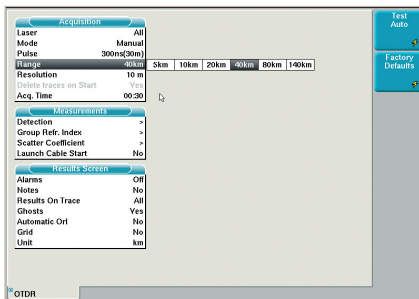 Acquisition
Laser All
Mode Manual
Pulse 300ns(30m)
Range 40km 5km 10km 20km 40km 80km 140km
Resolution 10 m
Delete traces on Start Yes
Acq. Time 00:30
Measurements
Detection >
Group Refr. Index >
Scatter Coefficient >
Launch Cable Start No
Results Screen
Alarms Off
Notes No
Results On Trace All
Ghosts Yes
Automatic Orl No
Grid No
Unit km
Test
Auto
Factory
Defaults
OTDR